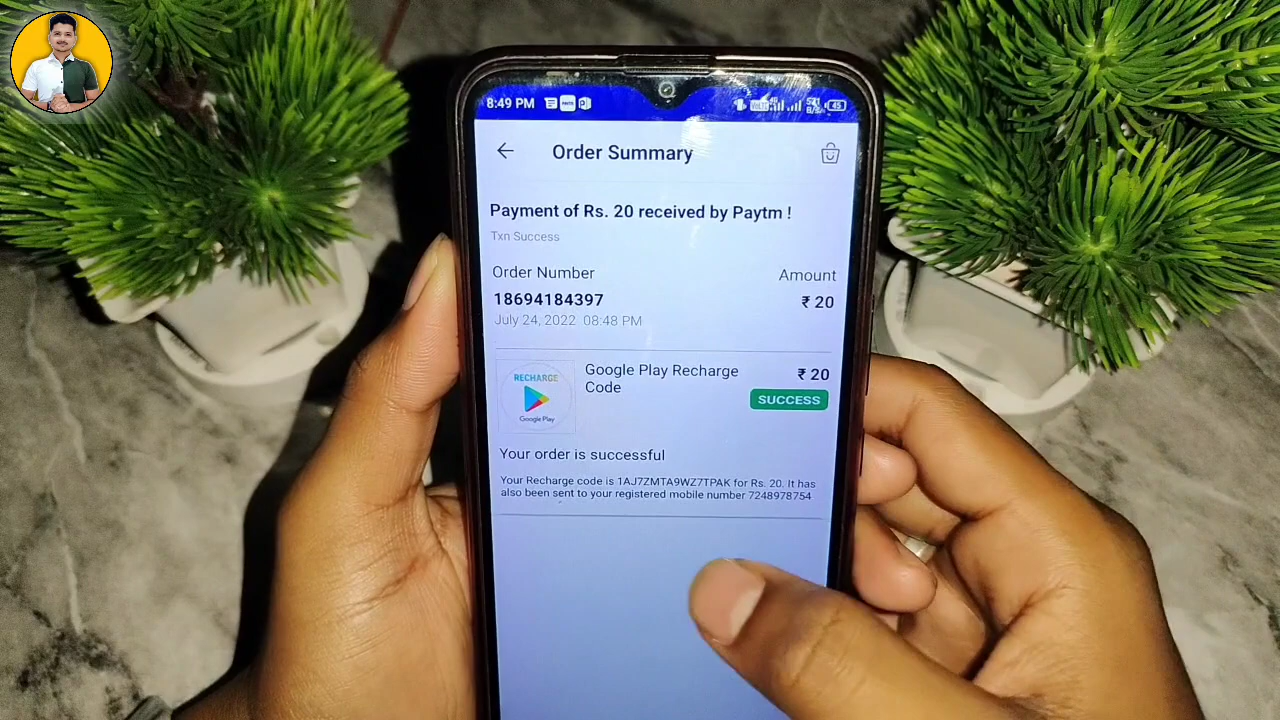 8:49 PM
45
Order Summary
Payment of Rs. 20 received by Paytm !
Txn Success
Order Number
Amount
18694184397
₹ 20
July 24, 2022 08:48 PM
RECHARGE
Google Play
Google Play Recharge
Code
₹ 20
SUCCESS
Your order is successful
Your Recharge code is 1AJ7ZMTA9WZ7TPAK for Rs. 20. It has
also been sent to your registered mobile number 7248978754